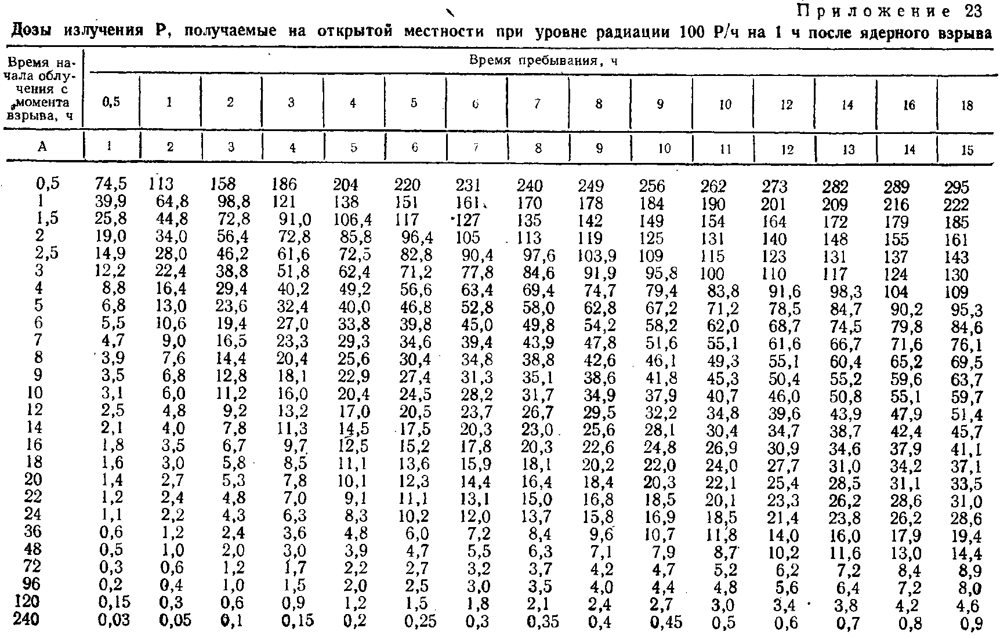 Приложение 23
Дозы излучения Р, получаемые на открытой местности при уровне радиации 100 Р/ч на 1 ч после ядерного взрыва
Время на-
чала облу-
чения с
момента
взрыва, ч
Время пребывания, ч
0,5 1 2 3 4 5 6 7 8 9 10 12 14 16 18
А 1 2 3 4 5 6 7 8 9 10 11 12 13 14 15
0,5 74,5 113 158 186 204 220 231 240 249 256 262 273 282 289 295
1 39,9 64,8 98,8 121 138 151 161 170 178 184 190 201 209 216 222
1,5 25,8 44,8 72,8 91,0 106,4 117 127 135 142 149 154 164 172 179 185
2 19,0 34,0 56,4 72,8 85,8 96,4 105 113 119 125 131 140 148 155 161
2,5 14,9 28,0 46,2 61,6 72,5 82,8 90,4 97,6 103,9 109 115 123 131 137 143
3 12,2 22,4 38,8 51,8 62,4 71,2 77,8 84,6 91,9 95,8 100 110 117 124 130
4 8,8 16,4 29,4 40,2 49,2 56,6 63,4 69,4 74,7 79,4 83,8 91,6 98,3 104 109
5 6,8 13,0 23,6 32,4 40,0 46,8 52,8 58,0 62,8 67,2 71,2 78,5 84,7 90,2 95,3
6 5,5 10,6 19,4 27,0 33,8 39,8 45,0 49,8 54,2 58,2 62,0 68,7 74,5 79,8 84,6
7 4,7 9,0 16,5 23,3 29,3 34,6 39,4 43,9 47,8 51,6 55,1 61,6 66,7 71,6 76,1
8 3,9 7,6 14,4 20,4 25,6 30,4 34,8 38,8 42,6 46,1 49,3 55,1 60,4 65,2 69,5
9 3,5 6,8 12,8 18,1 22,9 27,4 31,3 35,1 38,6 41,8 45,3 50,4 55,2 59,6 63,7
10 3,1 6,0 11,2 16,0 20,4 24,5 28,2 31,7 34,9 37,9 40,7 46,0 50,8 55,1 59,7
12 2,5 4,8 9,2 13,2 17,0 20,5 23,7 26,7 29,5 32,2 34,8 39,6 43,9 47,9 51,4
14 2,1 4,0 7,8 11,3 14,5 17,5 20,3 23,0 25,6 28,1 30,4 34,7 38,7 42,4 45,7
16 1,8 3,5 6,7 9,7 12,5 15,2 17,8 20,3 22,6 24,8 26,9 30,9 34,6 37,9 41,1
18 1,6 3,0 5,8 8,5 11,1 13,6 15,9 18,1 20,2 22,0 24,0 27,7 31,0 34,2 37,1
20 1,4 2,7 5,3 7,8 10,1 12,3 14,4 16,4 18,4 20,3 22,1 25,4 28,5 31,1 33,5
22 1,2 2,4 4,8 7,0 9,1 11,1 13,1 15,0 16,8 18,5 20,1 23,3 26,2 28,6 31,0
24 1,1 2,2 4,3 6,3 8,3 10,2 12,0 13,7 15,8 16,9 18,5 21,4 23,8 26,2 28,6
36 0,6 1,2 2,4 3,6 4,8 6,0 7,2 8,4 9,6 10,7 11,8 14,0 16,0 17,9 19,4
48 0,5 1,0 2,0 3,0 3,9 4,7 5,5 6,3 7,1 7,9 8,7 10,2 11,6 13,0 14,4
72 0,3 0,6 1,2 1,7 2,2 2,7 3,2 3,7 4,2 4,7 5,2 6,2 7,2 8,4 8,9
96 0,2 0,4 1,0 1,5 2,0 2,5 3,0 3,5 4,0 4,4 4,8 5,6 6,4 7,2 8,0
120 0,15 0,3 0,6 0,9 1,2 1,5 1,8 2,1 2,4 2,7 3,0 3,4 3,8 4,2 4,6
240 0,03 0,05 0,1 0,15 0,2 0,25 0,3 0,35 0,4 0,45 0,5 0,6 0,7 0,8 0,9